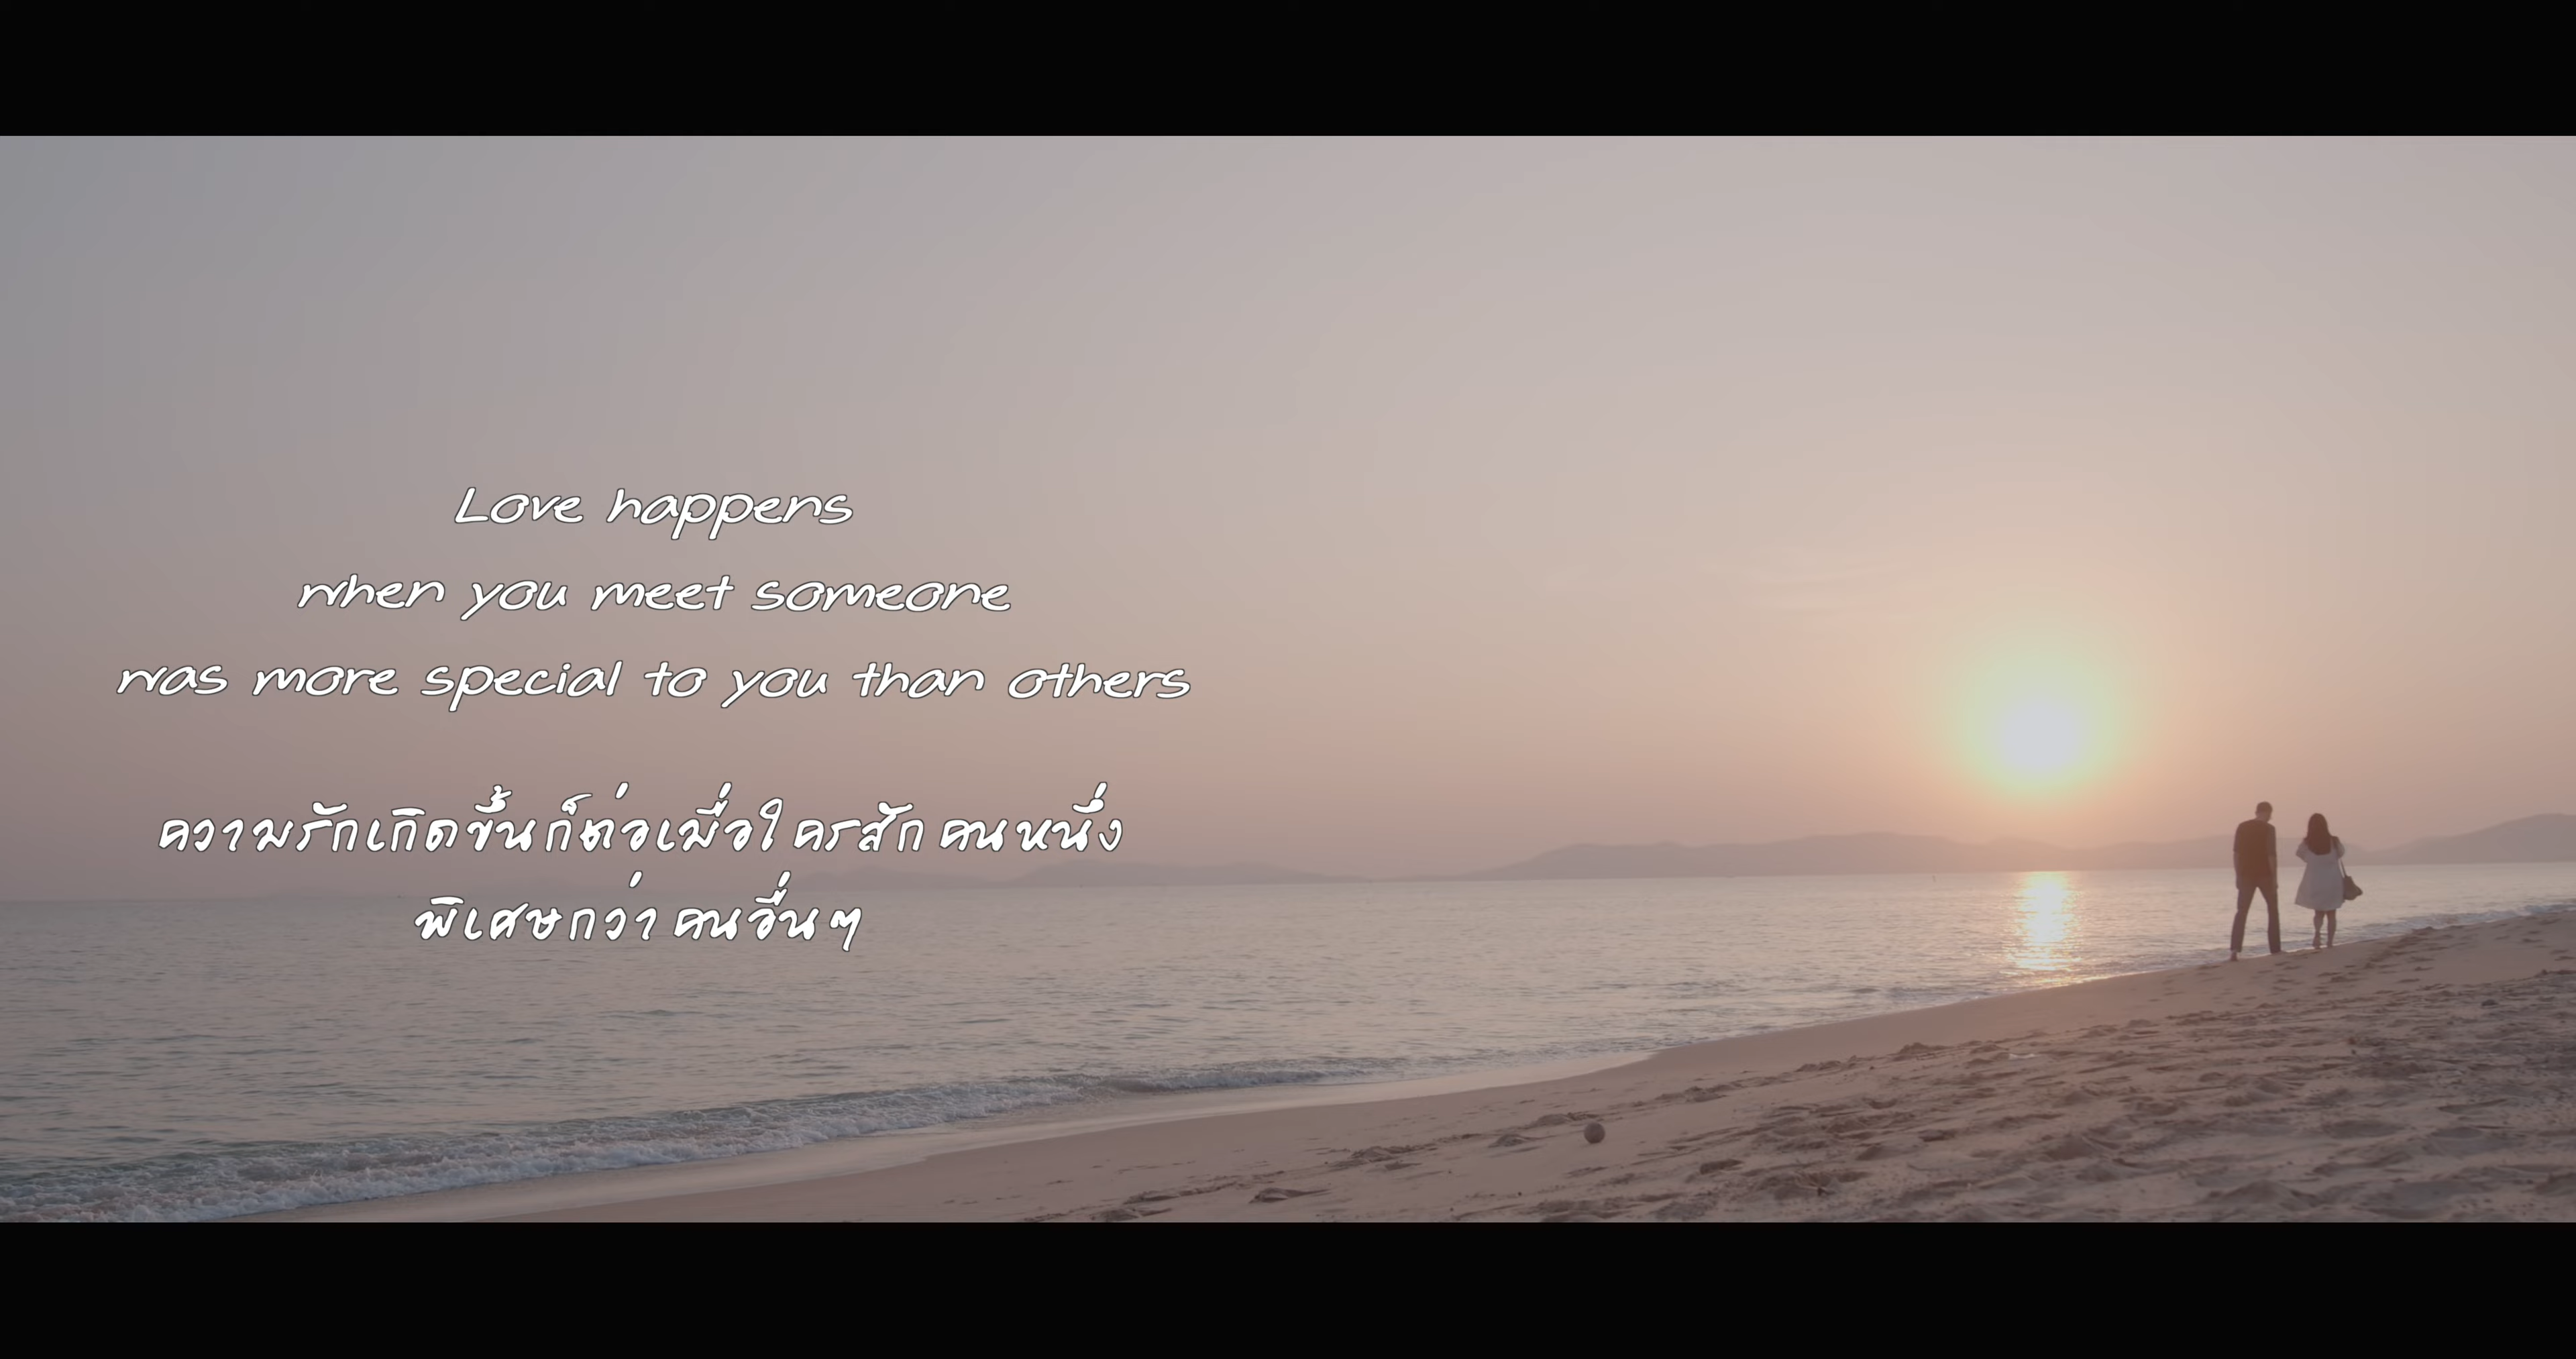 Love happens
when you meet someone
was more special to you than others
ความรักเกิดขึ้นก็ต่อเมื่อใครสักคนหนึ่ง
พิเศษกว่าคนอื่นๆ